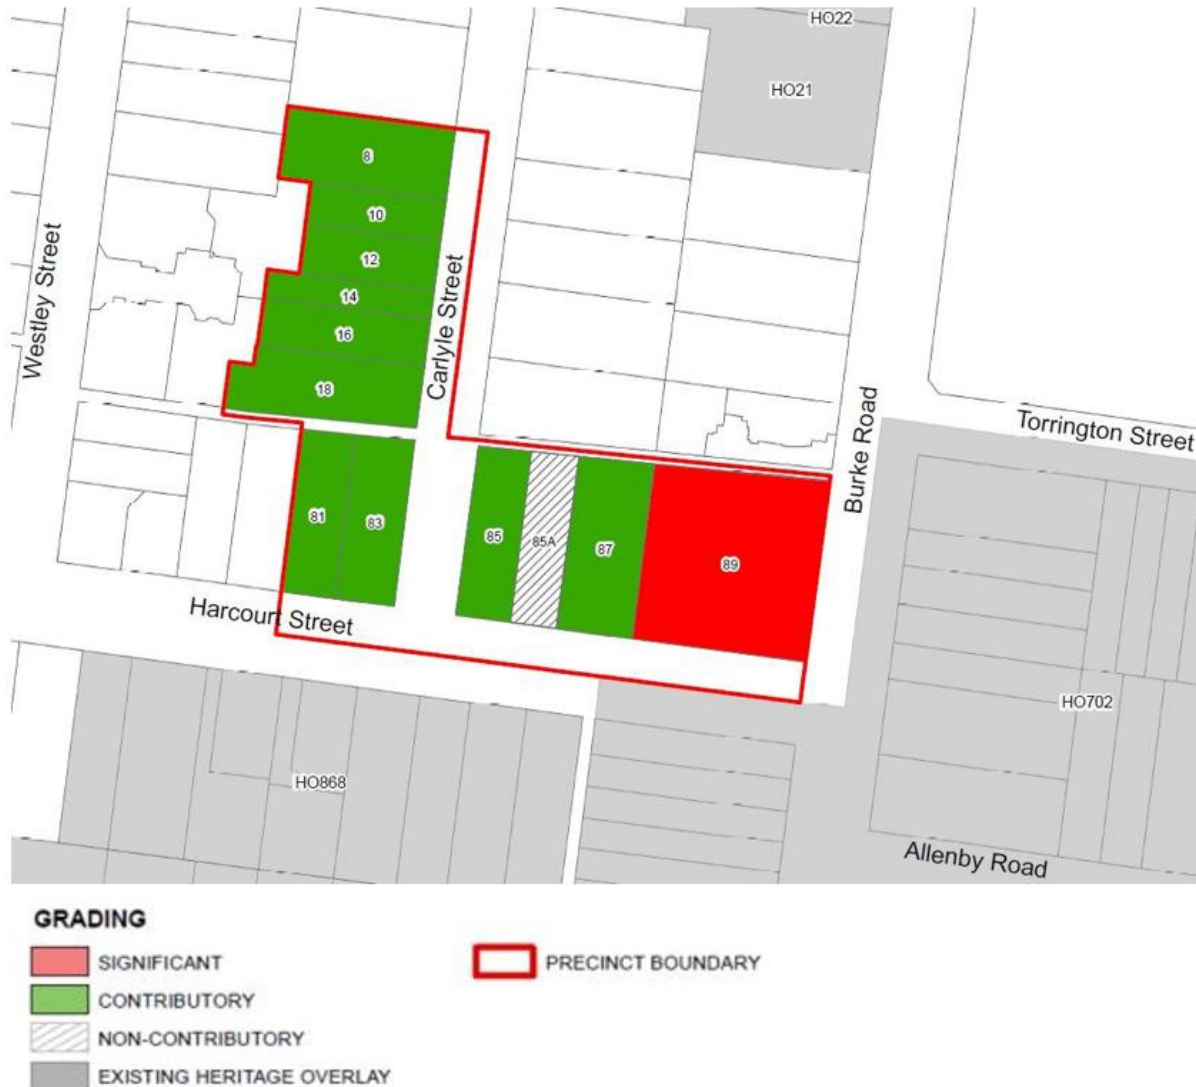 HO22
HO21
8
10
12
14
16
18
Westley Street
Carlyle Street
Burke Road
Torrington Street
81
83
85
85A
87
89
Harcourt Street
HO702
HO868
Allenby Road
GRADING
SIGNIFICANT
PRECINCT BOUNDARY
CONTRIBUTORY
NON-CONTRIBUTORY
EXISTING HERITAGE OVERLAY